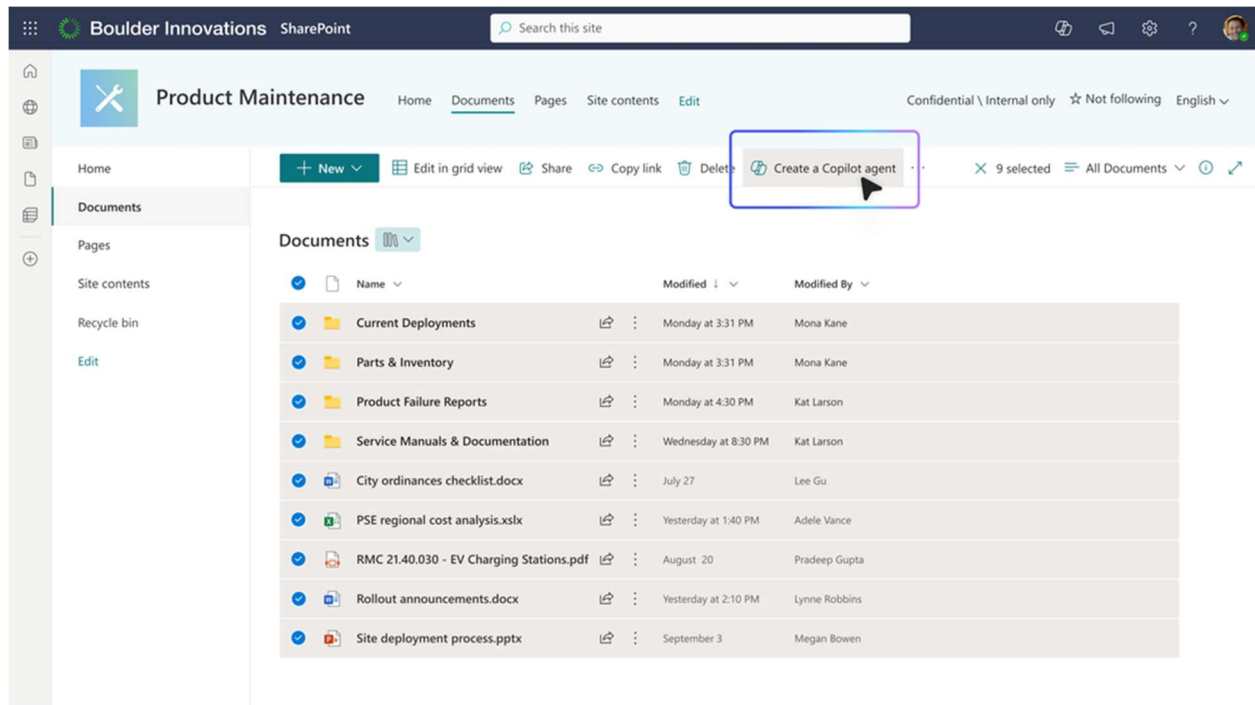 Boulder Innovations SharePoint Search this site ?
Product Maintenance Home Documents Pages Site contents Edit Confidential \ Internal only Not following English
Home
Documents
Pages
Site contents
Recycle bin
Edit
New Edit in grid view Share Copy link Delete Create a Copilot agent ... 9 selected All Documents
Documents
Name Modified ↓ Modified By
Current Deployments Monday at 3:31 PM Mona Kane
Parts & Inventory Monday at 3:31 PM Mona Kane
Product Failure Reports Monday at 4:30 PM Kat Larson
Service Manuals & Documentation Wednesday at 8:30 PM Kat Larson
City ordinances checklist.docx July 27 Lee Gu
PSE regional cost analysis.xslx Yesterday at 1:40 PM Adele Vance
RMC 21.40.030 - EV Charging Stations.pdf August 20 Pradeep Gupta
Rollout announcements.docx Yesterday at 2:10 PM Lynne Robbins
Site deployment process.pptx September 3 Megan Bowen